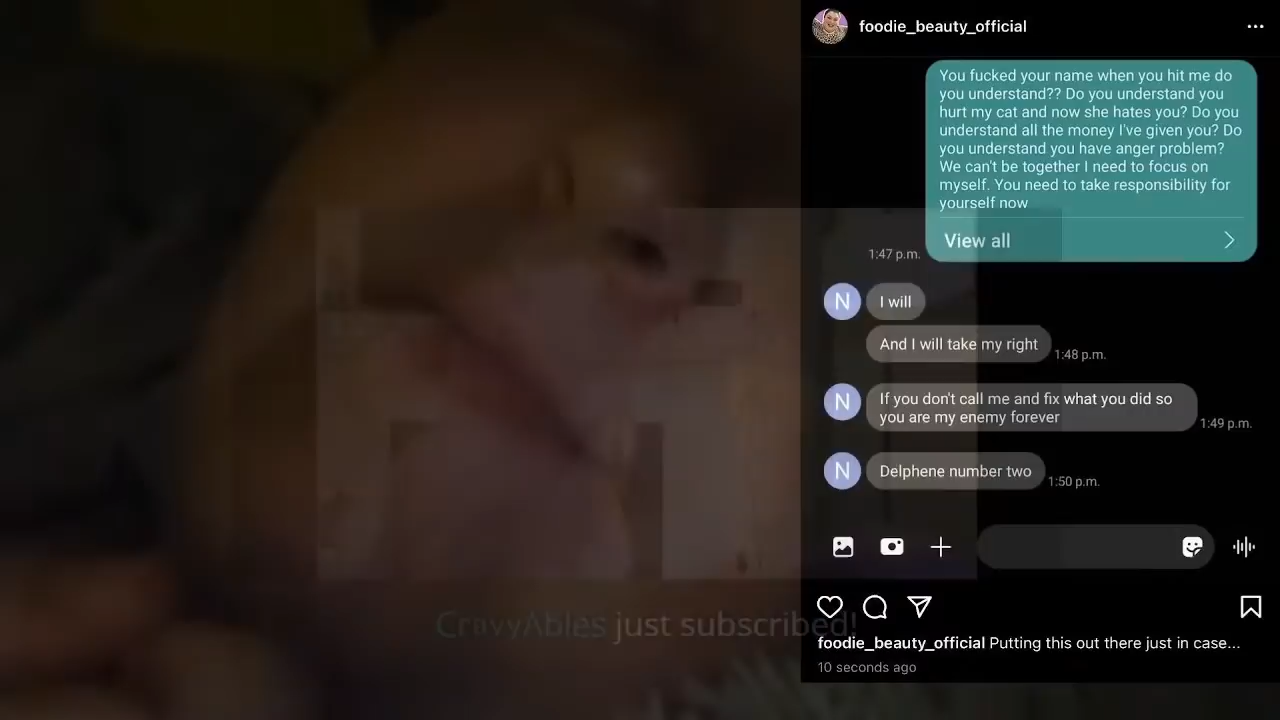 foodie_beauty_official
You fucked your name when you hit me do
you understand?? Do you understand you
hurt my cat and now she hates you? Do you
understand all the money I've given you? Do
you understand you have anger problem?
We can't be together I need to focus on
myself. You need to take responsibility for
yourself now
View all
1:47 p.m.
N
I will
And I will take my right
1:48 p.m.
N
If you don't call me and fix what you did so
you are my enemy forever
1:49 p.m.
N
Delphene number two
1:50 p.m.
CravyAbles just subscribed!
foodie_beauty_official Putting this out there just in case...
10 seconds ago